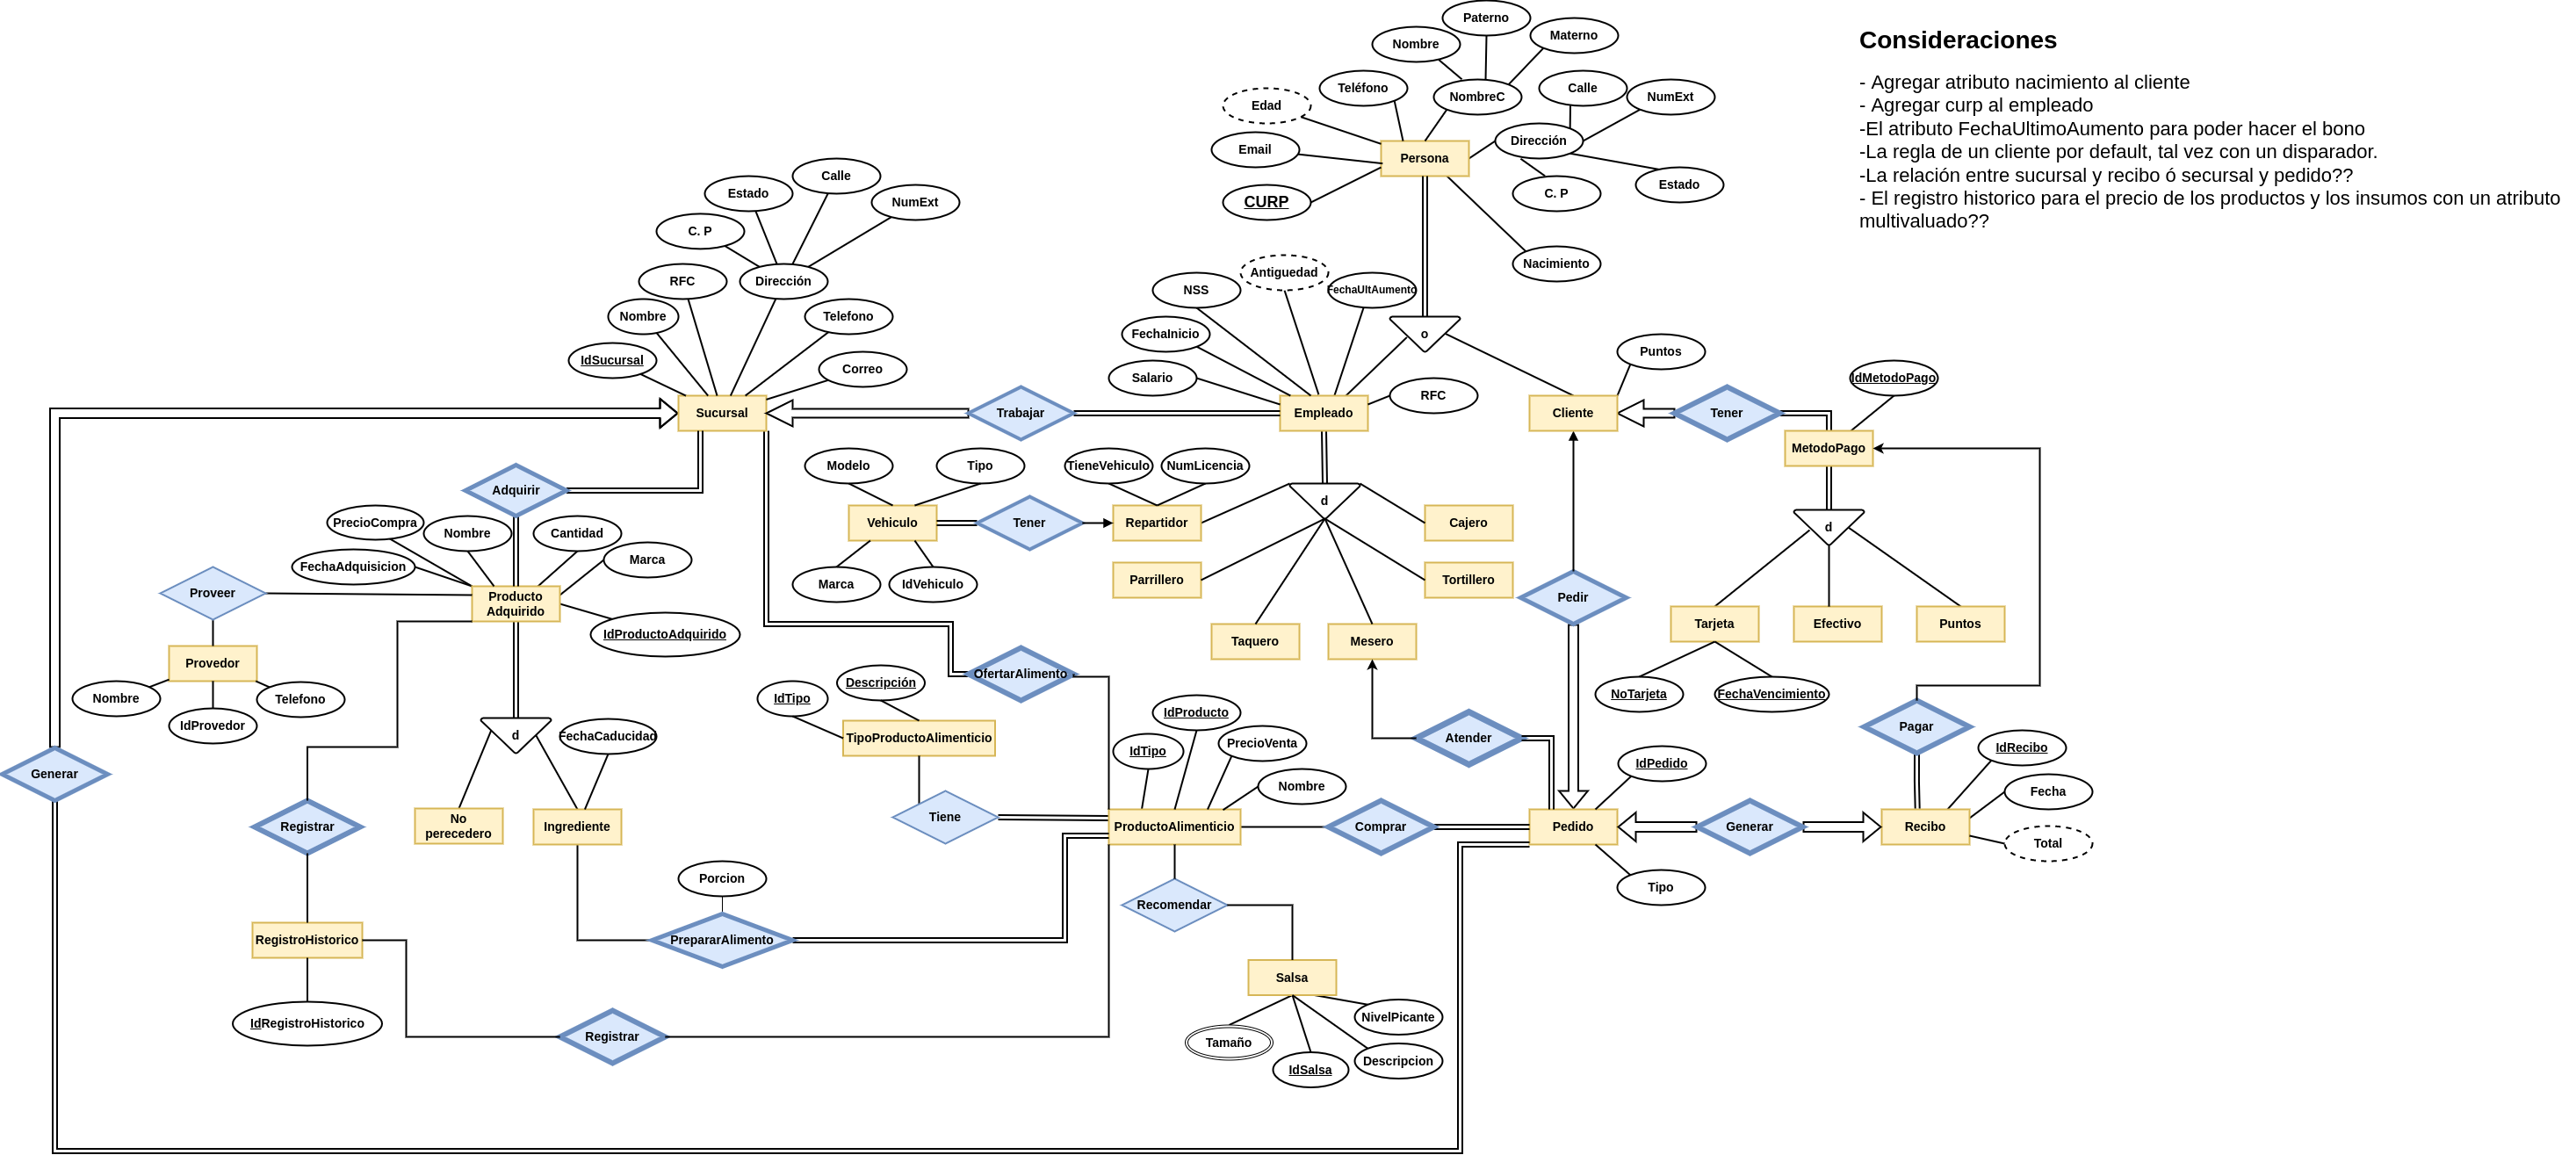 Paterno
Materno
Nombre
Consideraciones
Teléfono
NombreC
Calle
NumExt
- Agregar atributo nacimiento al cliente
- Agregar curp al empleado
-El atributo FechaUltimoAumento para poder hacer el bono
-La regla de un cliente por default, tal vez con un disparador.
-La relación entre sucursal y recibo ó secursal y pedido??
- El registro historico para el precio de los productos y los insumos con un atributo
multivaluado??
Edad
Email
Persona
Dirección
CURP
C. P
Estado
Nacimiento
Calle
Estado
NumExt
C. P
RFC
Dirección
Nombre
Telefono
IdSucursal
Correo
NSS
Antiguedad
FechaUltAumento
FechaInicio
o
Salario
RFC
Puntos
IdMetodoPago
Sucursal
Trabajar
Empleado
Cliente
Tener
MetodoPago
Modelo
Tipo
TieneVehiculo
NumLicencia
Adquirir
d
Vehiculo
Tener
Repartidor
Cajero
d
PrecioCompra
Nombre
Cantidad
Marca
FechaAdquisicion
Marca
IdVehiculo
Parrillero
Tortillero
Proveer
Producto
Adquirido
Pedir
IdProductoAdquirido
Taquero
Mesero
Tarjeta
Efectivo
Puntos
Provedor
Nombre
Telefono
IdProvedor
OfertarAlimento
IdTipo
Descripción
NoTarjeta
FechaVencimiento
d
FechaCaducidad
TipoProductoAlimenticio
IdProducto
IdTipo
PrecioVenta
Nombre
Atender
Pagar
IdRecibo
Generar
IdPedido
Fecha
Registrar
No
perecedero
Ingrediente
Tiene
ProductoAlimenticio
Comprar
Pedido
Generar
Recibo
Total
Porcion
Recomendar
Tipo
RegistroHistorico
PrepararAlimento
Salsa
IdRegistroHistorico
Registrar
NivelPicante
Tamaño
IdSalsa
Descripcion